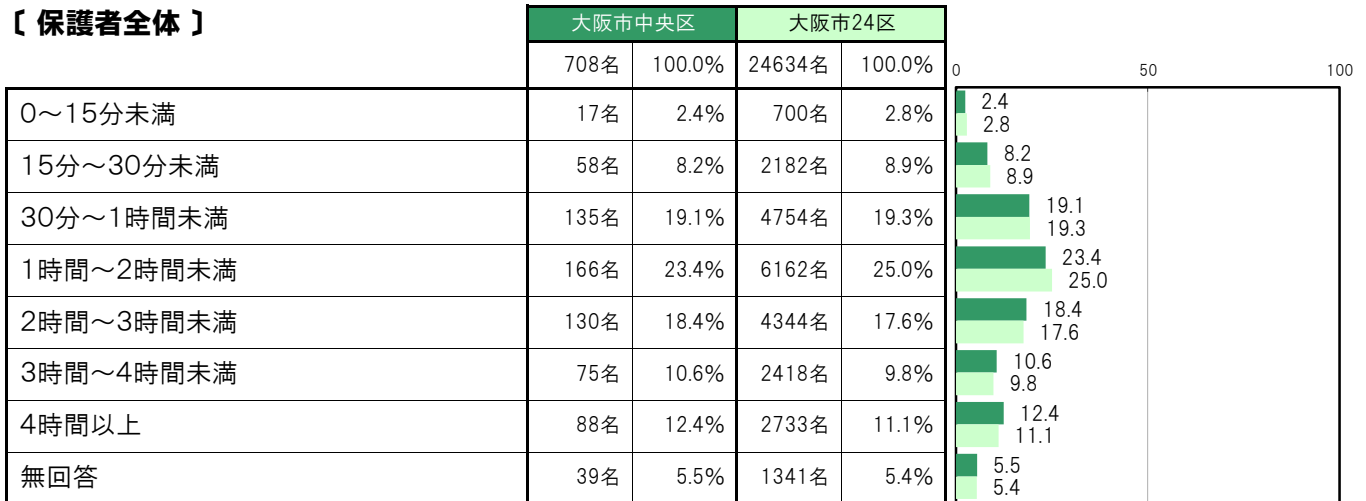 〔 保護者全体 〕
大阪市中央区 大阪市24区
708名 100.0% 24634名 100.0%
0 50 100
0～15分未満 17名 2.4% 700名 2.8%
2.4
2.8
15分～30分未満 58名 8.2% 2182名 8.9%
8.2
8.9
30分～1時間未満 135名 19.1% 4754名 19.3%
19.1
19.3
1時間～2時間未満 166名 23.4% 6162名 25.0%
23.4
25.0
2時間～3時間未満 130名 18.4% 4344名 17.6%
18.4
17.6
3時間～4時間未満 75名 10.6% 2418名 9.8%
10.6
9.8
4時間以上 88名 12.4% 2733名 11.1%
12.4
11.1
無回答 39名 5.5% 1341名 5.4%
5.5
5.4